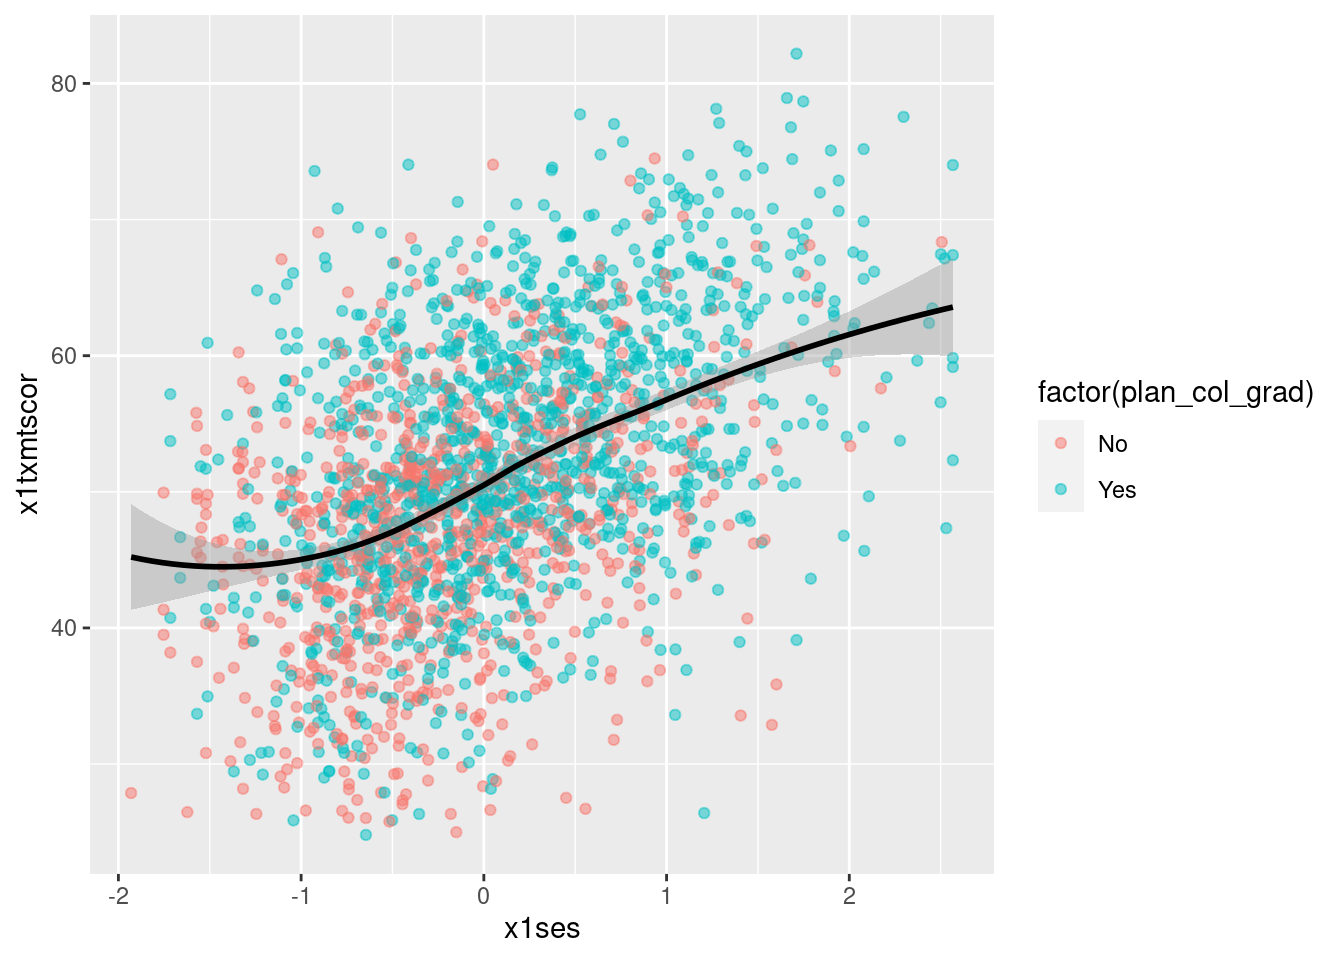 80
60
40
x1txmtscor
-2
-1
0
1
2
x1ses
factor(plan_col_grad)
No
Yes